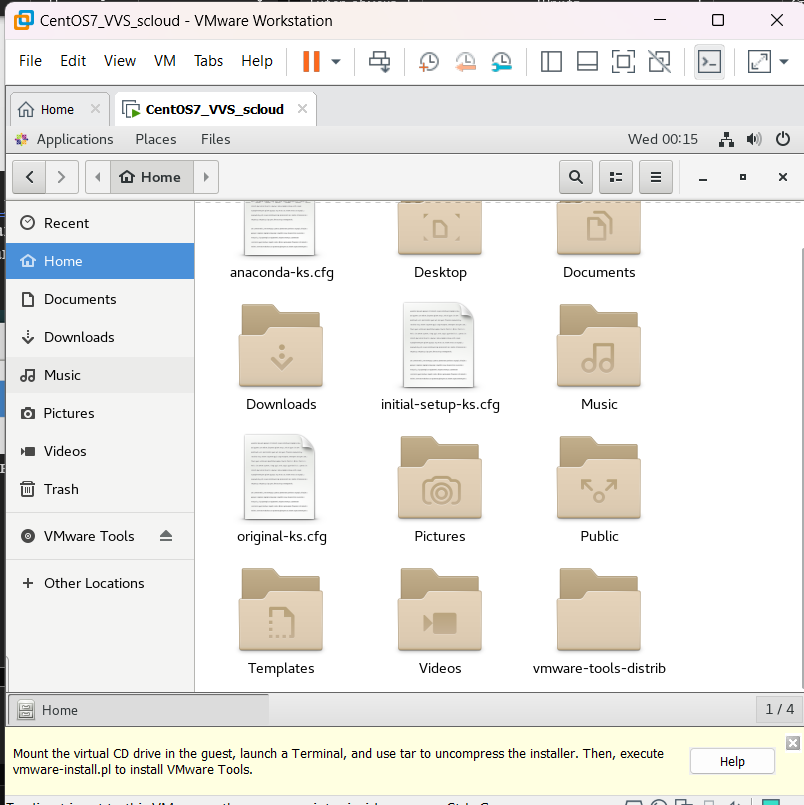 CentOS7_VVS_scloud - VMware Workstation
File Edit View VM Tabs Help
Home CentOS7_VVS_scloud
Applications Places Files Wed 00:15
Home
Recent
Home
Documents
Downloads
Music
Pictures
Videos
Trash
VMware Tools
Other Locations
anaconda-ks.cfg Desktop Documents
Downloads initial-setup-ks.cfg Music
original-ks.cfg Pictures Public
Templates Videos vmware-tools-distrib
Home 1 / 4
Mount the virtual CD drive in the guest, launch a Terminal, and use tar to uncompress the installer. Then, execute
vmware-install.pl to install VMware Tools.
Help